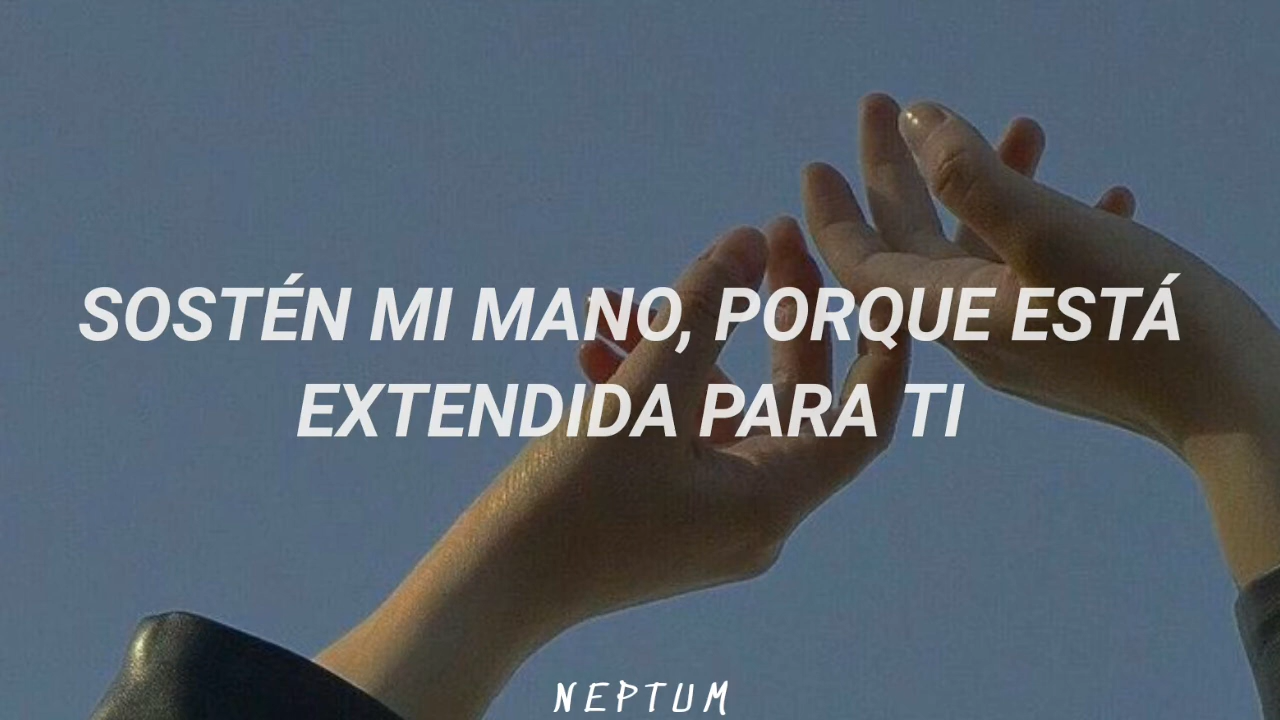 SOSTÉN MI MANO, PORQUE ESTÁ
EXTENDIDA PARA TI
NEPTUM